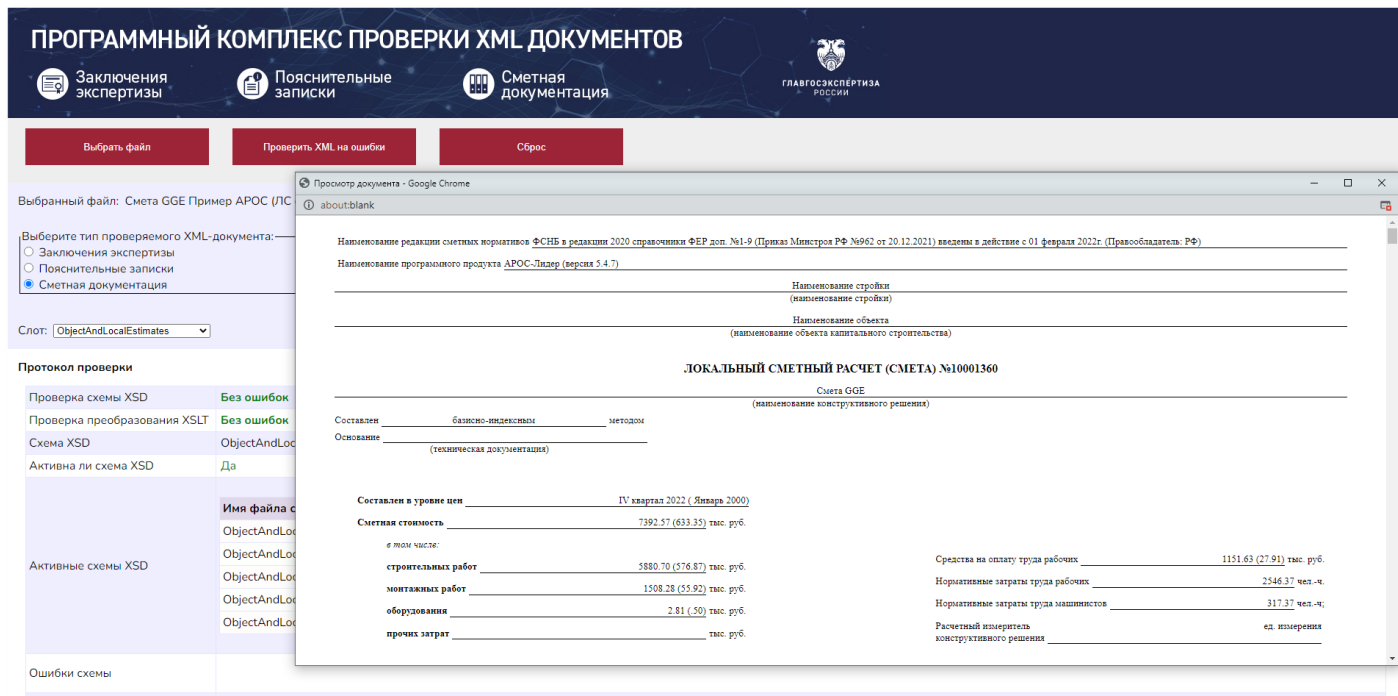 ПРОГРАММНЫЙ КОМПЛЕКС ПРОВЕРКИ XML ДОКУМЕНТОВ
Заключения экспертизы
Пояснительные записки
Сметная документация
ГЛАВГОСЭКСПЕРТИЗА
РОССИИ
Выбрать файл
Проверить XML на ошибки
Сброс
Выбранный файл: Смета GGE Пример АРОС (ЛС
Выберите тип проверяемого XML-документа:
Заключения экспертизы
Пояснительные записки
Сметная документация
Слот: ObjectAndLocalEstimates
Протокол проверки
Проверка схемы XSD Без ошибок
Проверка преобразования XSLT Без ошибок
Схема XSD ObjectAndLoc
Активна ли схема XSD Да
Активные схемы XSD
Имя файла с
ObjectAndLoc
ObjectAndLoc
ObjectAndLoc
ObjectAndLoc
ObjectAndLoc
Ошибки схемы
Просмотр документа - Google Chrome
about:blank
Наименование редакции сметных нормативов ФСНБ в редакции 2020 справочники ФЕР доп. №1-9 (Приказ Минстроя РФ №962 от 20.12.2021) введены в действие с 01 февраля 2022г. (Правообладатель: РФ)
Наименование программного продукта АРОС-Лидер (версия 5.4.7)
Наименование стройки
(наименование стройки)
Наименование объекта
(наименование объекта капитального строительства)
ЛОКАЛЬНЫЙ СМЕТНЫЙ РАСЧЕТ (СМЕТА) №10001360
Смета GGE
(наименование конструктивного решения)
Составлен базисно-индексным методом
Основание
(техническая документация)
Составлен в уровне цен IV квартал 2022 ( Январь 2000)
Сметная стоимость 7392.57 (633.35) тыс. руб.
в том числе:
строительных работ 5880.70 (576.87) тыс. руб.
монтажных работ 1508.28 (55.92) тыс. руб.
оборудования 2.81 (.50) тыс. руб.
прочих затрат тыс. руб.
Средства на оплату труда рабочих 1151.63 (27.91) тыс. руб.
Нормативные затраты труда рабочих 2546.37 чел.-ч.
Нормативные затраты труда машинистов 317.37 чел.-ч;
Расчетный измеритель ед. измерения
конструктивного решения